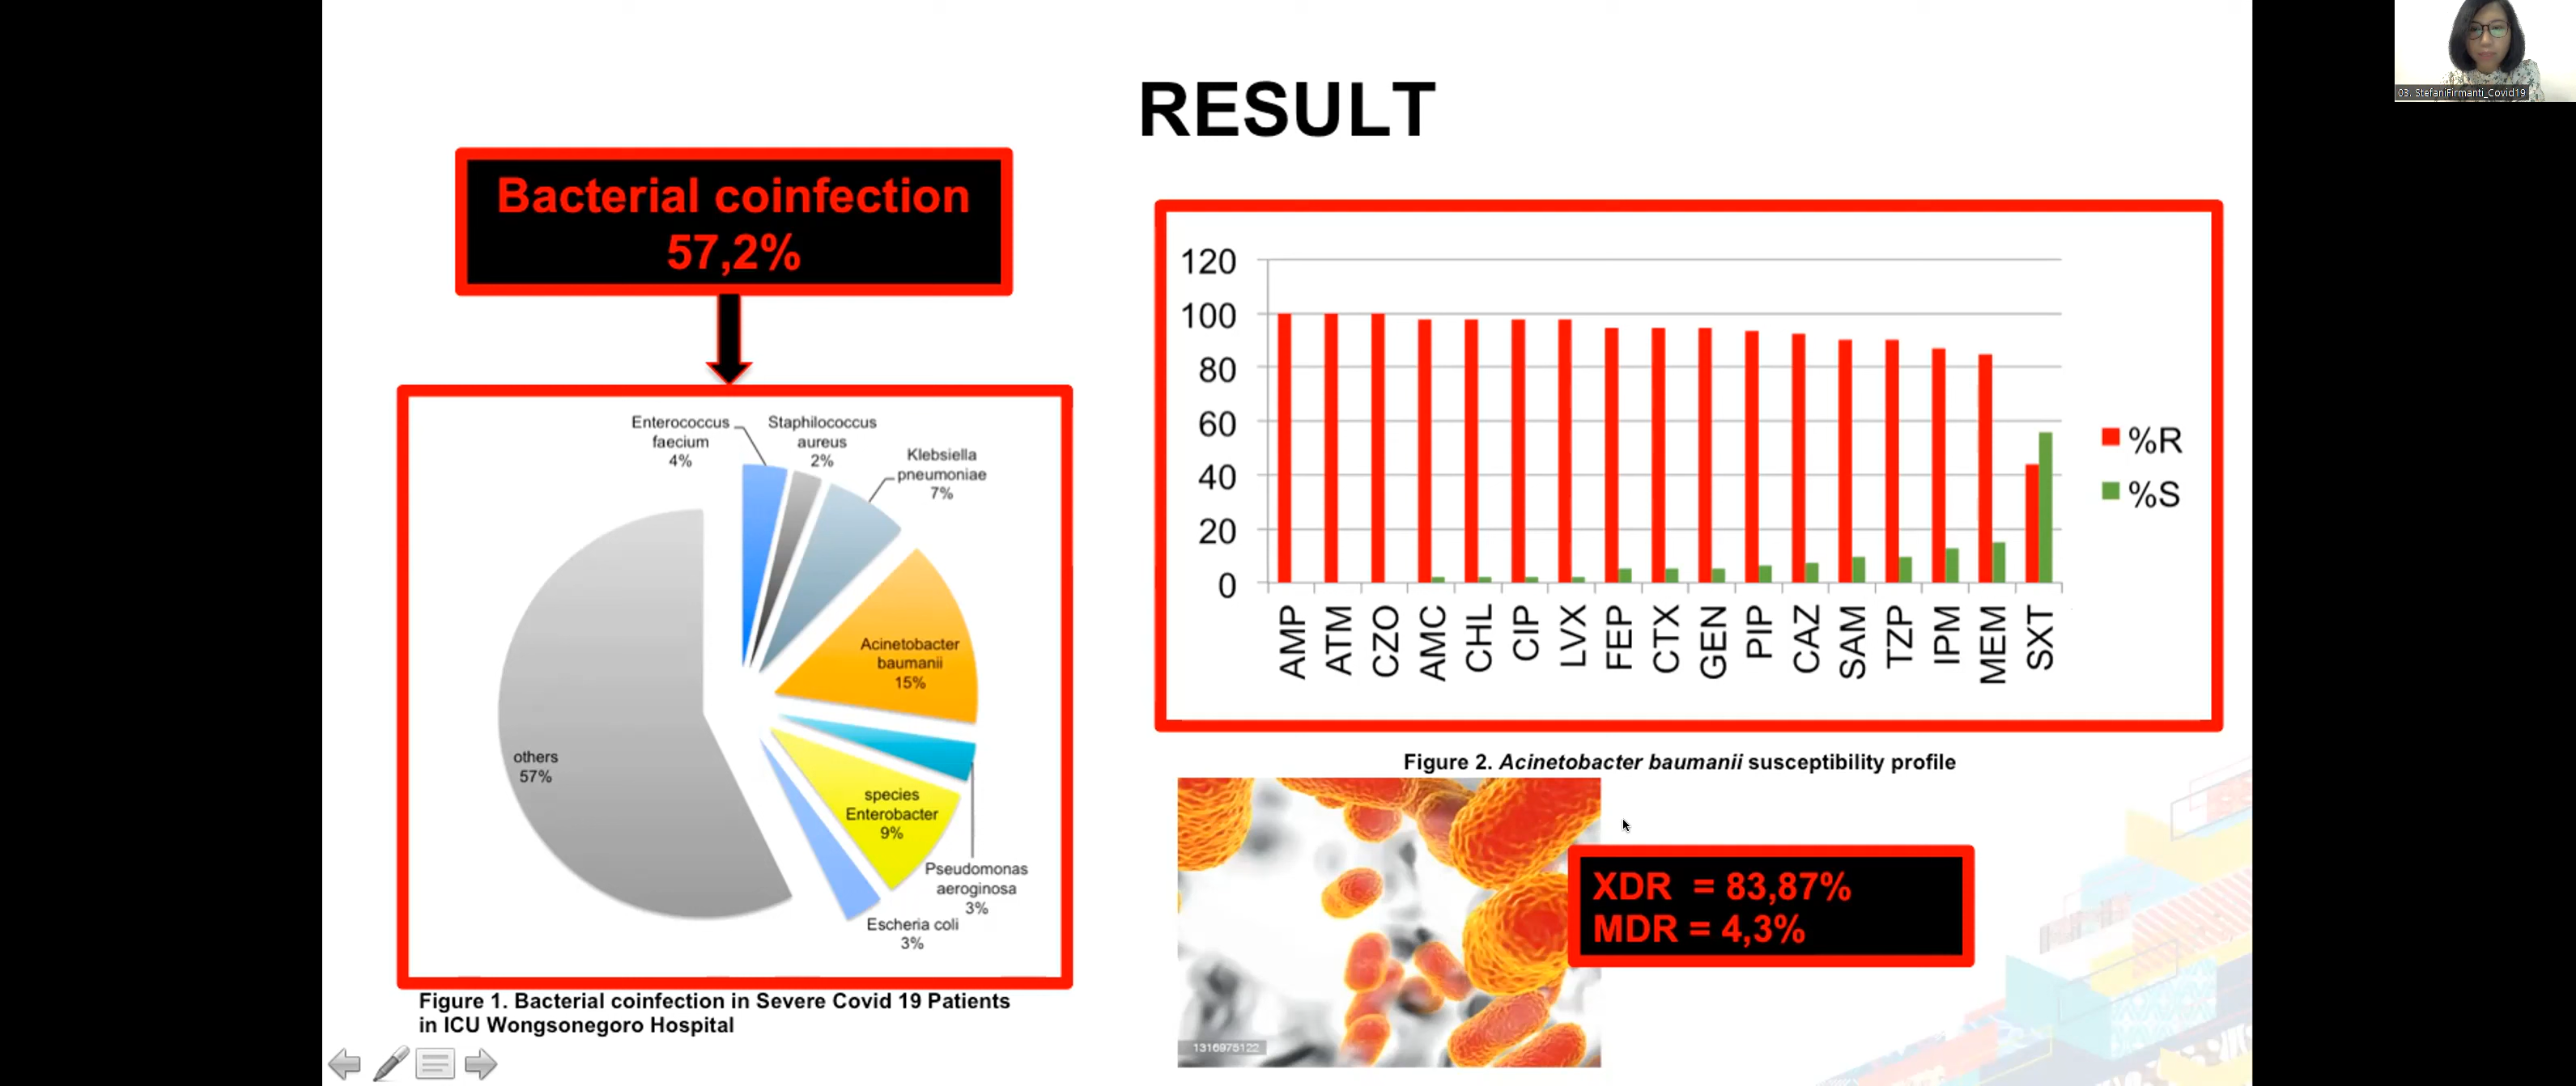 RESULT
03. StefaniFirmanti_Covid19
Bacterial coinfection
57,2%
Enterococcus
faecium
4%
Staphilococcus
aureus
2%
Klebsiella
pneumoniae
7%
Acinetobacter
baumanii
15%
others
57%
species
Enterobacter
9%
Pseudomonas
aeroginosa
3%
Escheria coli
3%
Figure 1. Bacterial coinfection in Severe Covid 19 Patients
in ICU Wongsonegoro Hospital
120
100
80
60
40
20
0
AMP
ATM
CZO
AMC
CHL
CIP
LVX
FEP
CTX
GEN
PIP
CAZ
SAM
TZP
IPM
MEM
SXT
%R
%S
Figure 2. Acinetobacter baumanii susceptibility profile
XDR = 83,87%
MDR = 4,3%
1316975122